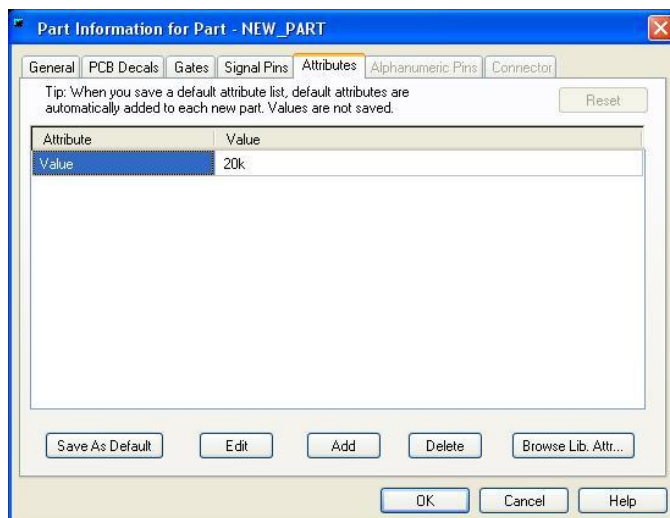 Part Information for Part - NEW_PART
General PCB Decals Gates Signal Pins Attributes Alphanumeric Pins Connector
Tip: When you save a default attribute list, default attributes are
automatically added to each new part. Values are not saved.
Reset
Attribute Value
Value 20k
Save As Default Edit Add Delete Browse Lib. Attr...
OK Cancel Help